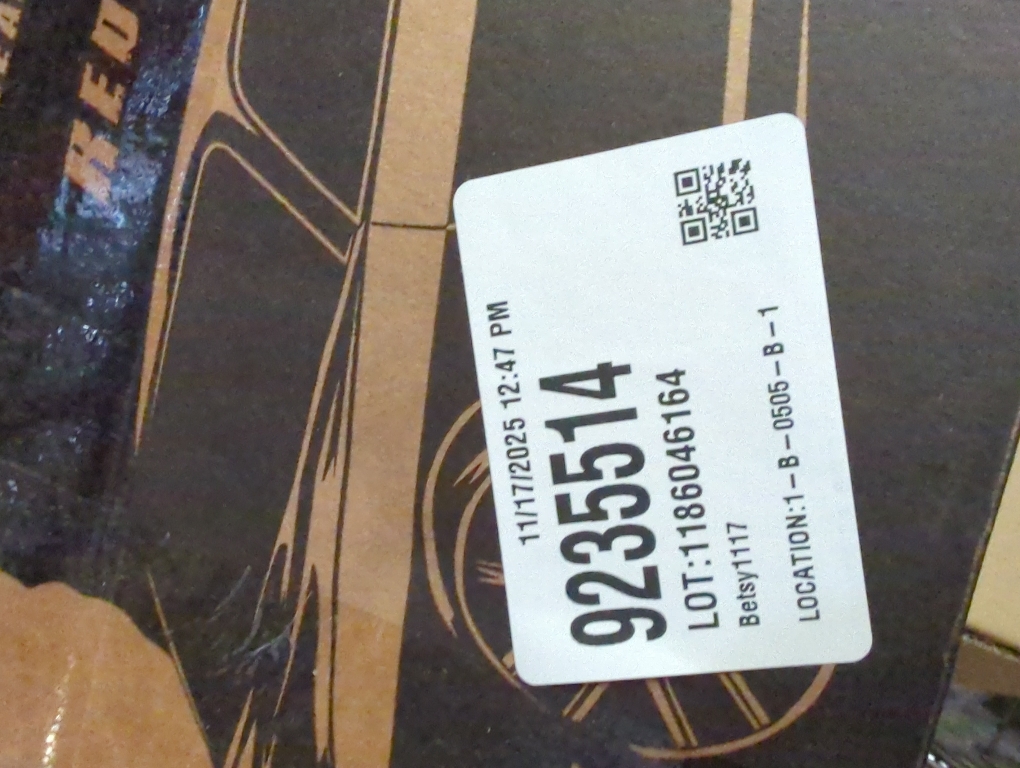 11/17/2025 12:47 PM
9235514
LOT:1186046164
Betsy1117
LOCATION:1-B-0505-B-1